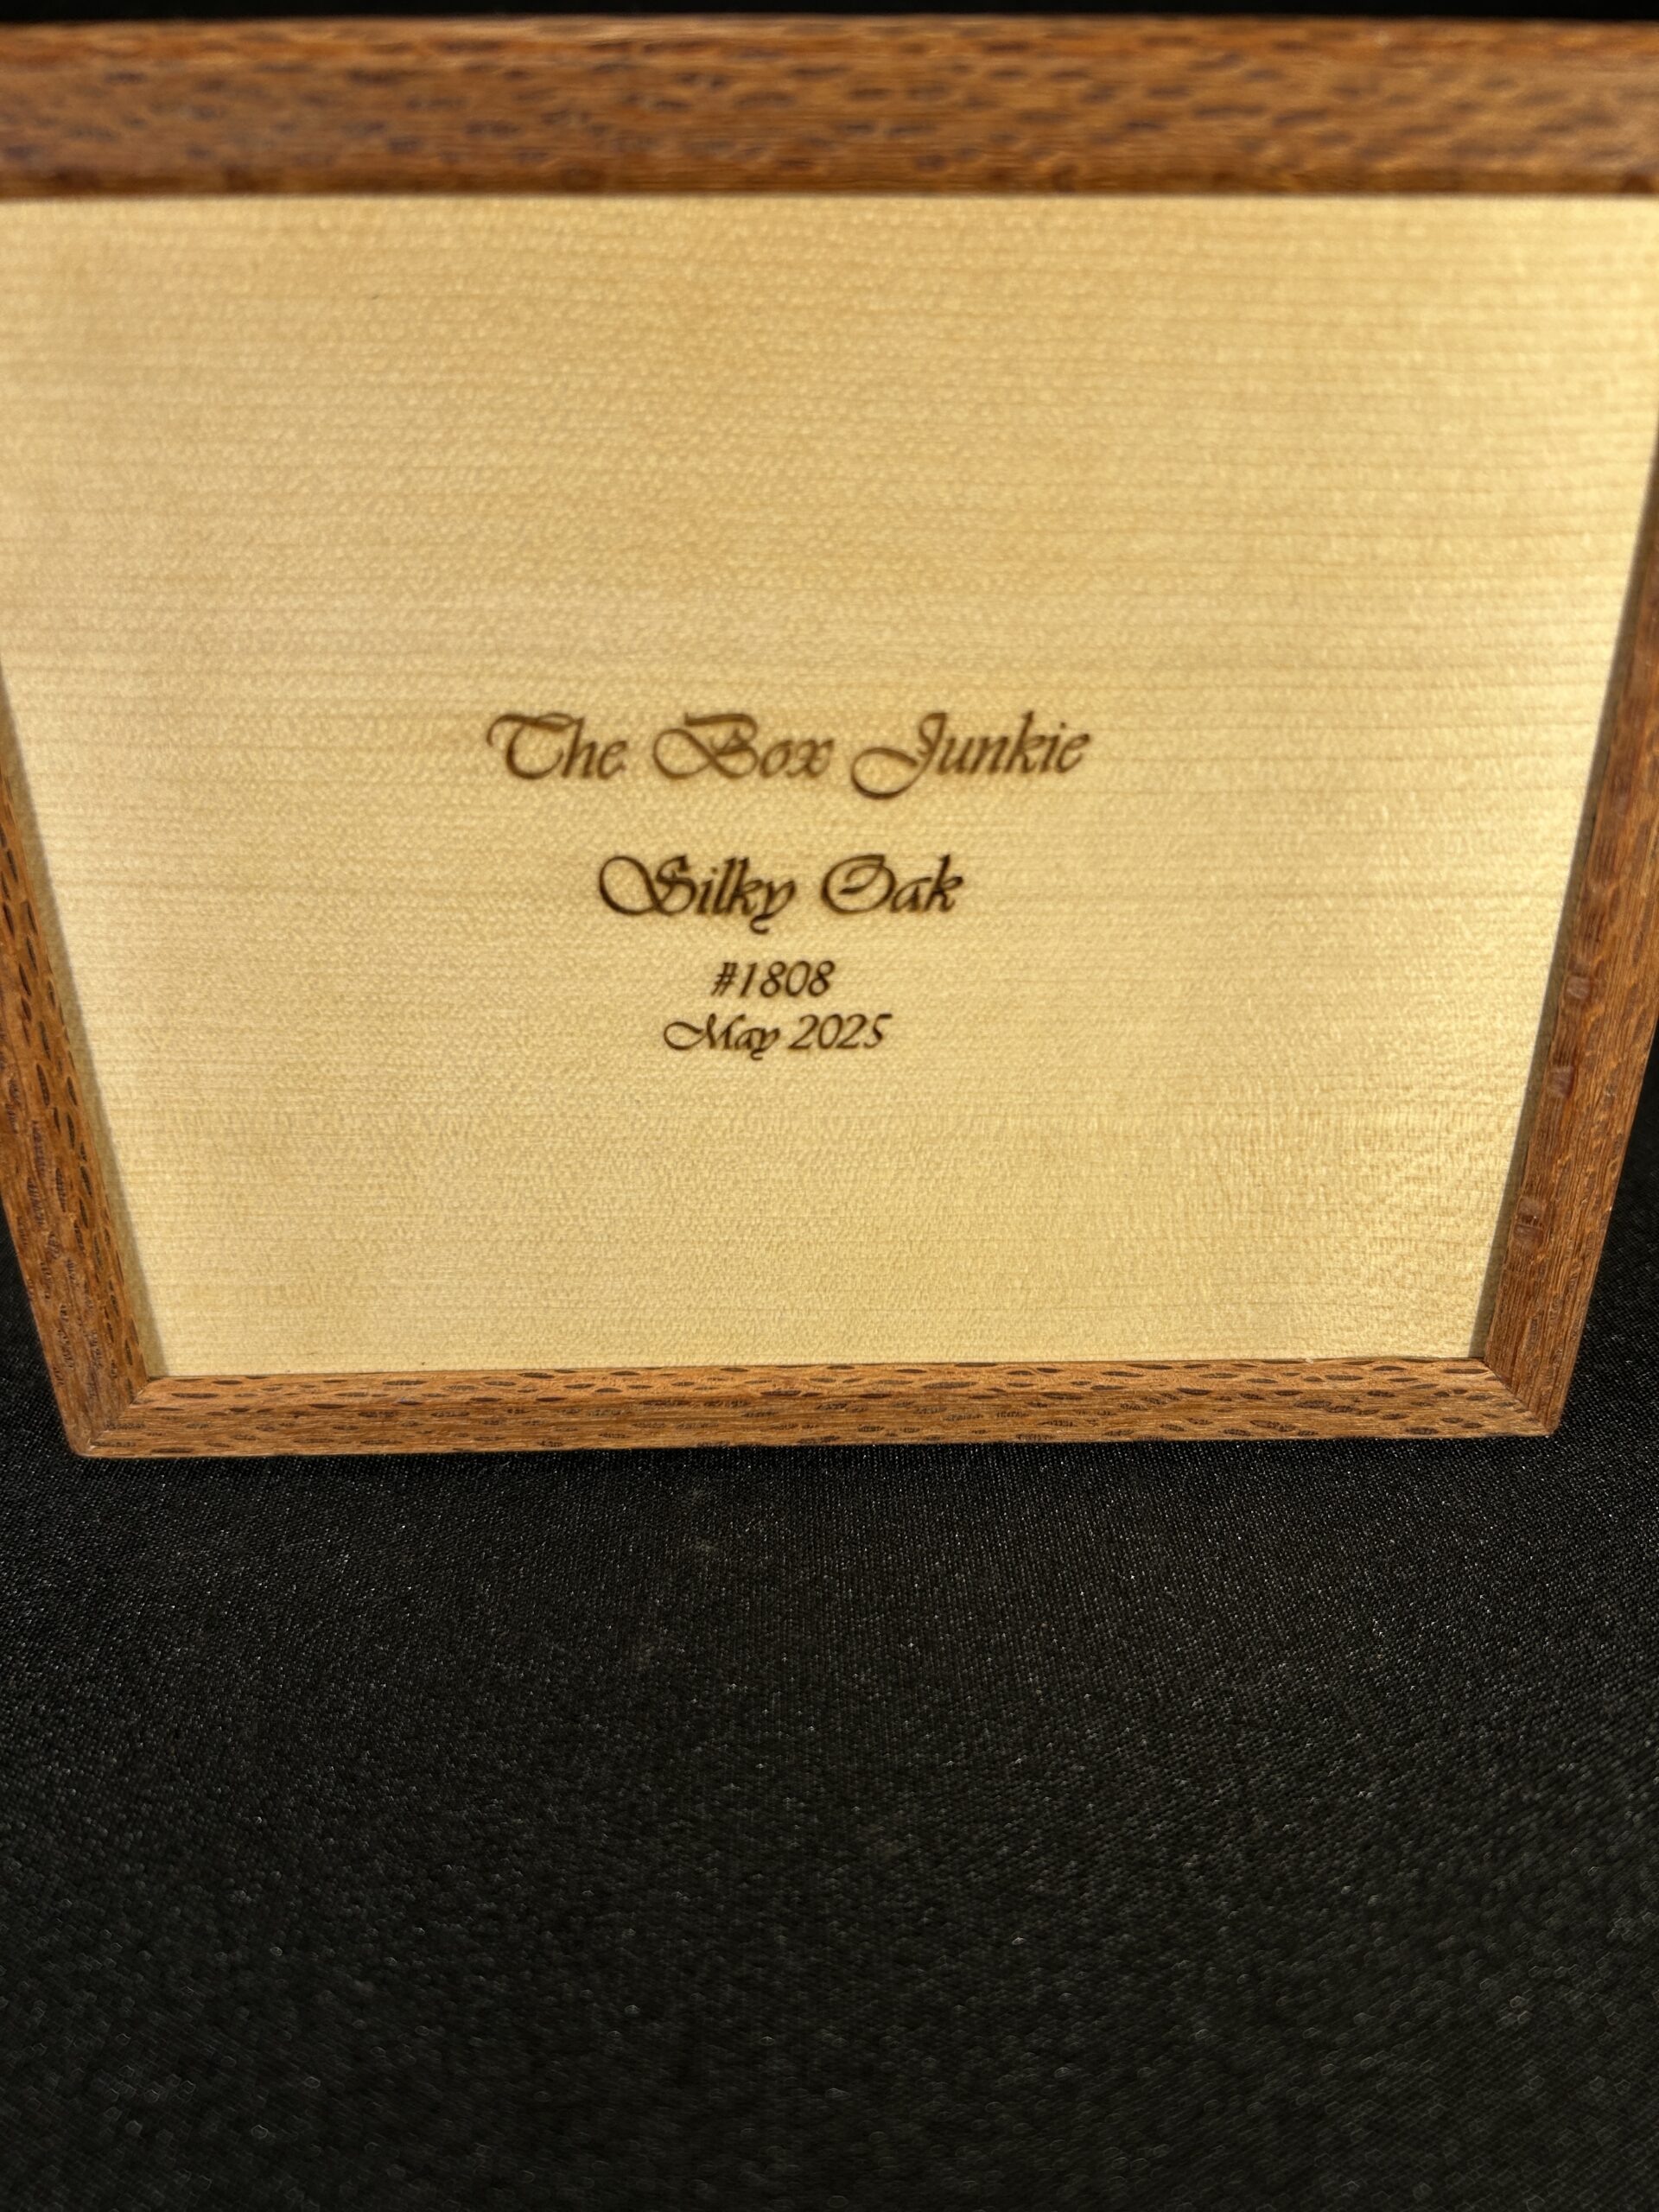 The Box Junkie
Silky Oak
#1808
May 2025